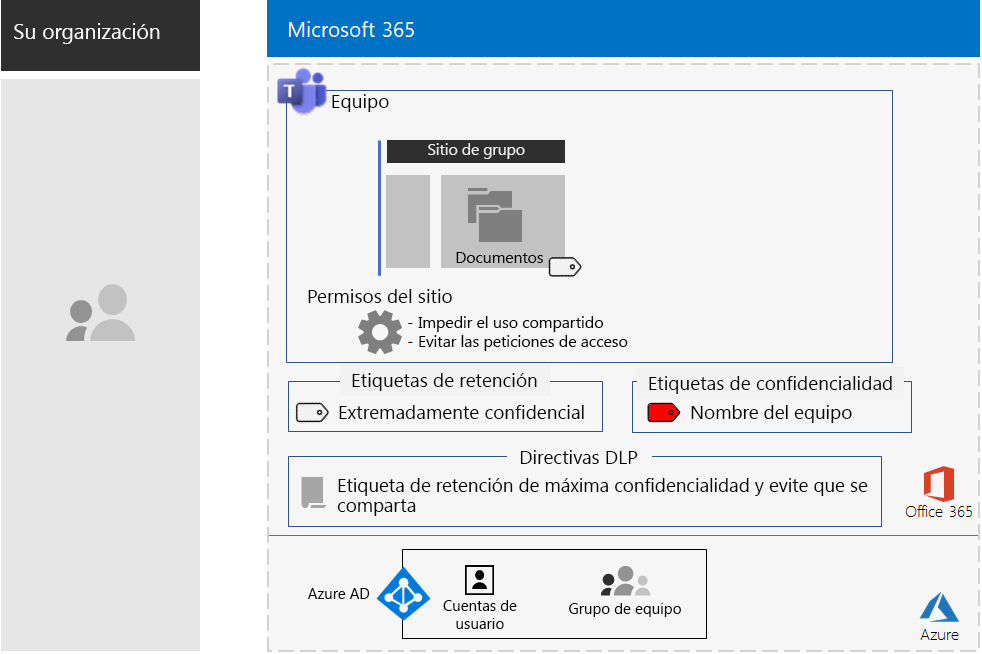 Su organización
Microsoft 365
T
Equipo
Sitio de grupo
Documentos
Permisos del sitio
- Impedir el uso compartido
- Evitar las peticiones de acceso
Etiquetas de retención
Extremadamente confidencial
Etiquetas de confidencialidad
Nombre del equipo
Directivas DLP
Etiqueta de retención de máxima confidencialidad y evite que se
comparta
Office 365
Azure AD
Cuentas de
usuario
Grupo de equipo
Azure